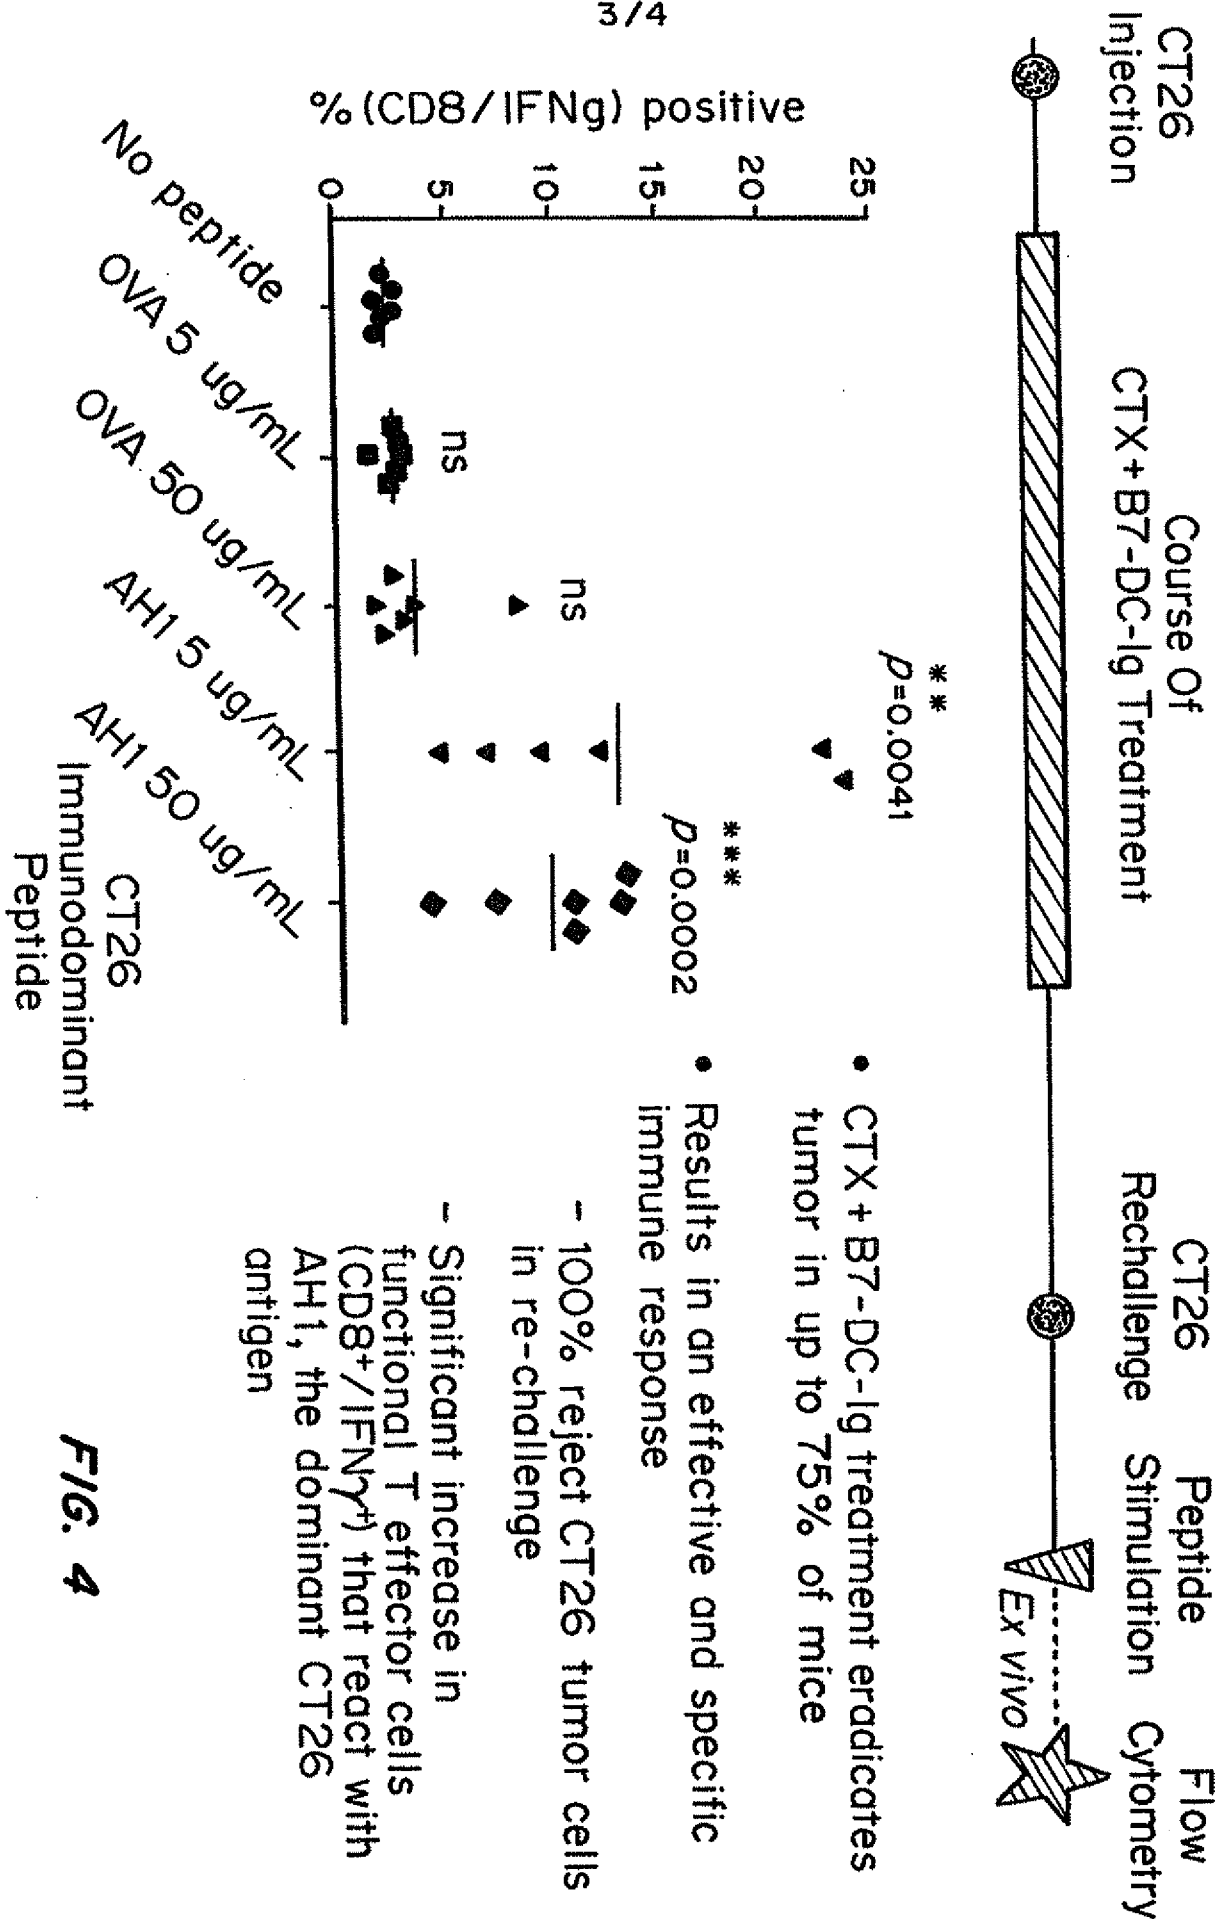 3/4
CT26
Injection
Course Of
CTX+B7-DC-Ig Treatment
CT26
Rechallenge
Peptide
Stimulation
Flow
Cytometry
Ex vivo
% (CD8/IFNg) positive
25
20
15
10
5
0
ns
ns
**
p=0.0041
***
p=0.0002
No peptide
OVA 5 ug/mL
OVA 50 ug/mL
AH1 5 ug/mL
AH1 50 ug/mL
CT26
Immunodominant
Peptide
• CTX + B7-DC-Ig treatment eradicates
tumor in up to 75% of mice
• Results in an effective and specific
immune response
- 100% reject CT26 tumor cells
in re-challenge
- Significant increase in
functional T effector cells
(CD8+/IFNγ+) that react with
AH1, the dominant CT26
antigen
FIG. 4